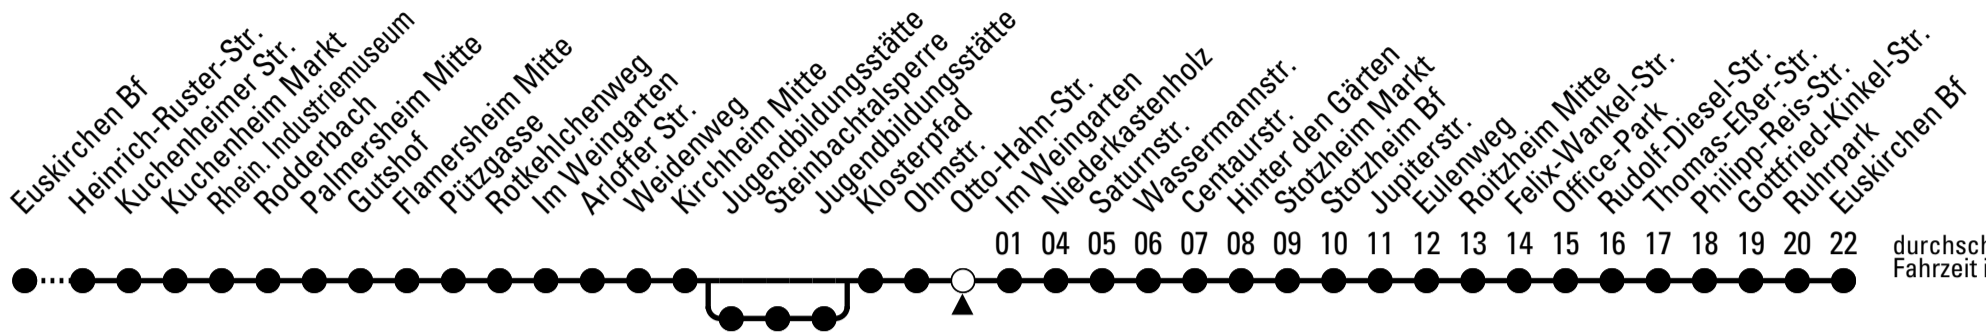 Euskirchen Bf
Heinrich-Ruster-Str.
Kuchenheimer Str.
Kuchenheim Markt
Rhein. Industriemuseum
Rodderbach
Palmersheim Mitte
Gutshof
Flamersheim Mitte
Pützgasse
Rotkehlchenweg
Im Weingarten
Arloffer Str.
Weidenweg
Kirchheim Mitte
Jugendbildungsstätte
Steinbachtalsperre
Jugendbildungsstätte
Klosterpfad
Ohmstr.
Otto-Hahn-Str.
Im Weingarten
Niederkastenholz
Saturnstr.
Wassermannstr.
Centaurstr.
Hinter den Gärten
Stotzheim Markt
Stotzheim Bf
Jupiterstr.
Eulenweg
Roitzheim Mitte
Felix-Wankel-Str.
Office-Park
Rudolf-Diesel-Str.
Thomas-Eßer-Str.
Philipp-Reis-Str.
Gottfried-Kinkel-Str.
Ruhrpark
Euskirchen Bf
01 04 05 06 07 08 09 10 11 12 13 14 15 16 17 18 19 20 22
durchsch
Fahrzeit i